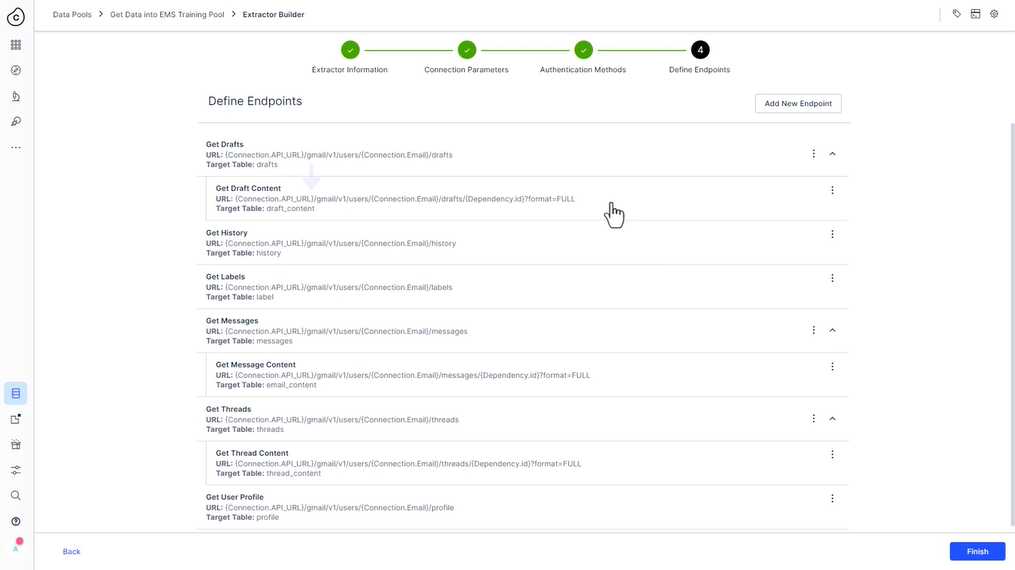 Data Pools > Get Data into EMS Training Pool > Extractor Builder
4
Extractor Information
Connection Parameters
Authentication Methods
Define Endpoints
Define Endpoints
Add New Endpoint
Get Drafts
URL: {Connection.API_URL}/gmail/v1/users/{Connection.Email}/drafts
Target Table: drafts
Get Draft Content
URL: {Connection.API_URL}/gmail/v1/users/{Connection.Email}/drafts/{Dependency.id}?format=FULL
Target Table: draft_content
Get History
URL: {Connection.API_URL}/gmail/v1/users/{Connection.Email}/history
Target Table: history
Get Labels
URL: {Connection.API_URL}/gmail/v1/users/{Connection.Email}/labels
Target Table: label
Get Messages
URL: {Connection.API_URL}/gmail/v1/users/{Connection.Email}/messages
Target Table: messages
Get Message Content
URL: {Connection.API_URL}/gmail/v1/users/{Connection.Email}/messages/{Dependency.id}?format=FULL
Target Table: email_content
Get Threads
URL: {Connection.API_URL}/gmail/v1/users/{Connection.Email}/threads
Target Table: threads
Get Thread Content
URL: {Connection.API_URL}/gmail/v1/users/{Connection.Email}/threads/{Dependency.id}?format=FULL
Target Table: thread_content
Get User Profile
URL: {Connection.API_URL}/gmail/v1/users/{Connection.Email}/profile
Target Table: profile
A
Back
Finish